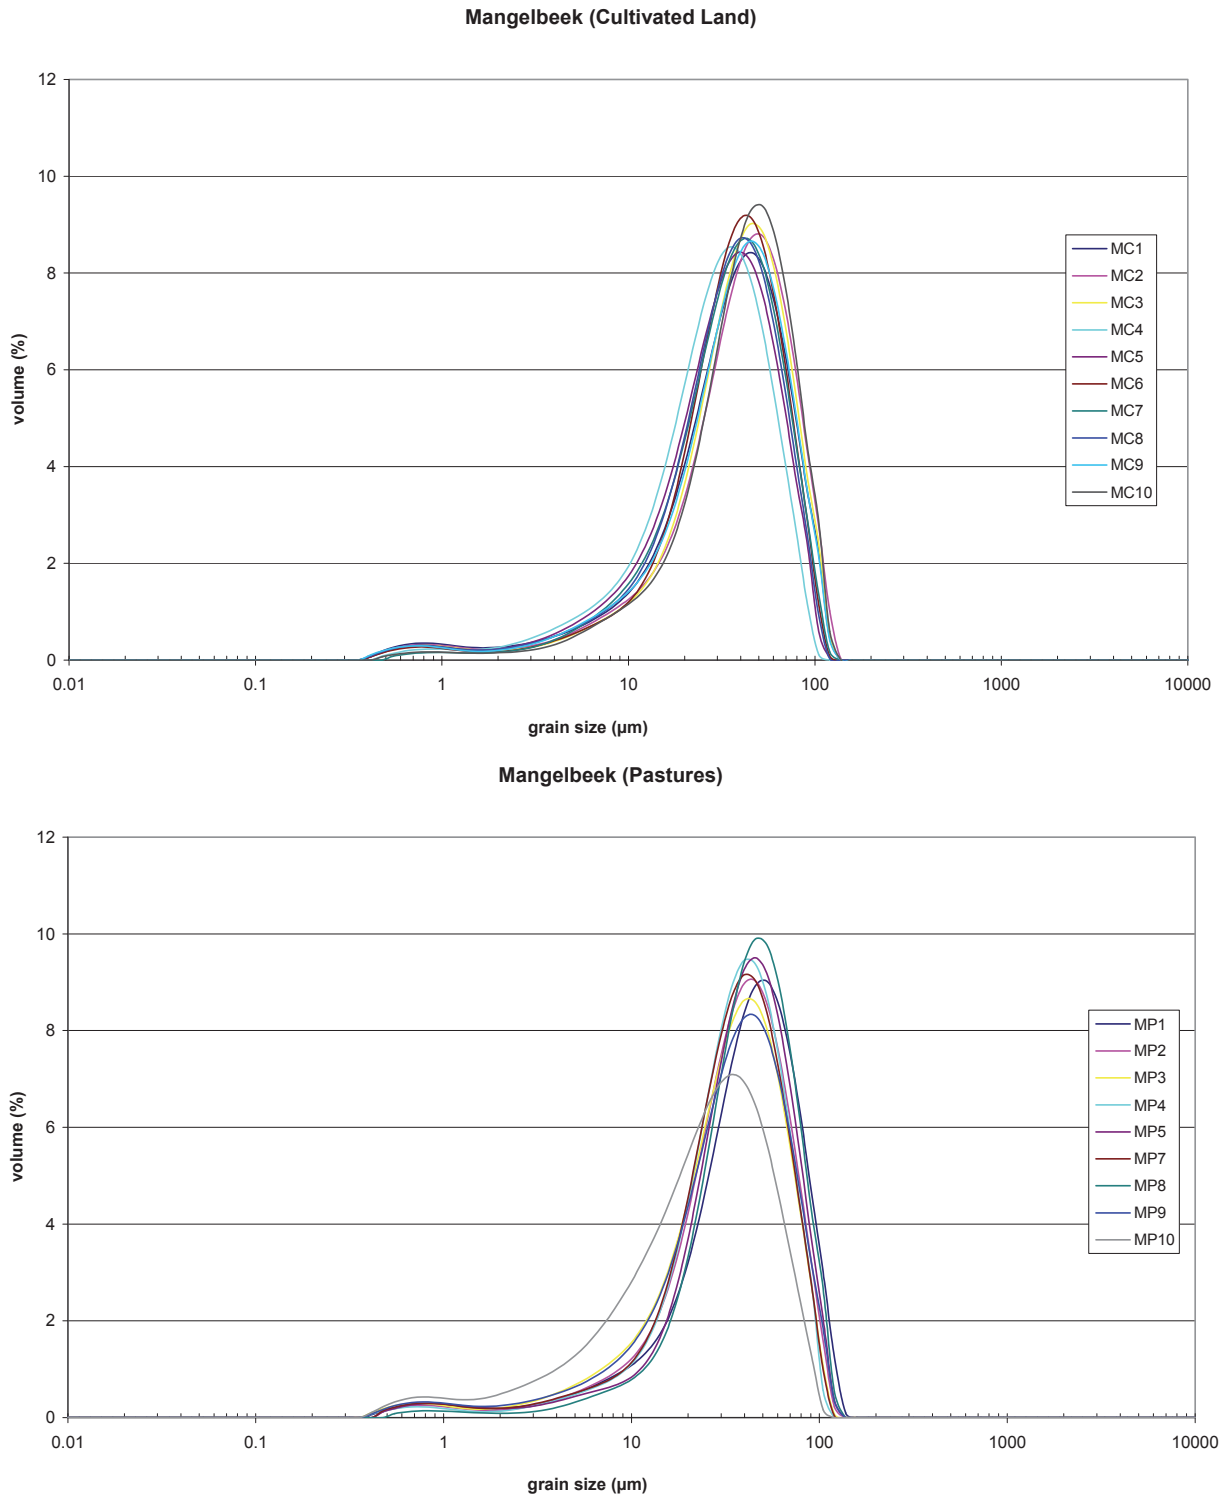 Mangelbeek (Cultivated Land)
12
10
8
6
4
2
0
volume (%)
0.01 0.1 1 10 100 1000 10000
grain size (µm)
MC1
MC2
MC3
MC4
MC5
MC6
MC7
MC8
MC9
MC10
Mangelbeek (Pastures)
12
10
8
6
4
2
0
volume (%)
0.01 0.1 1 10 100 1000 10000
grain size (µm)
MP1
MP2
MP3
MP4
MP5
MP7
MP8
MP9
MP10